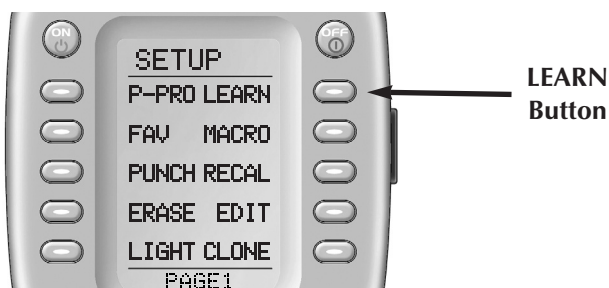 ON OFF
SETUP
P-PRO LEARN
FAV MACRO
PUNCH RECAL
ERASE EDIT
LIGHT CLONE
PAGE1
LEARN
Button